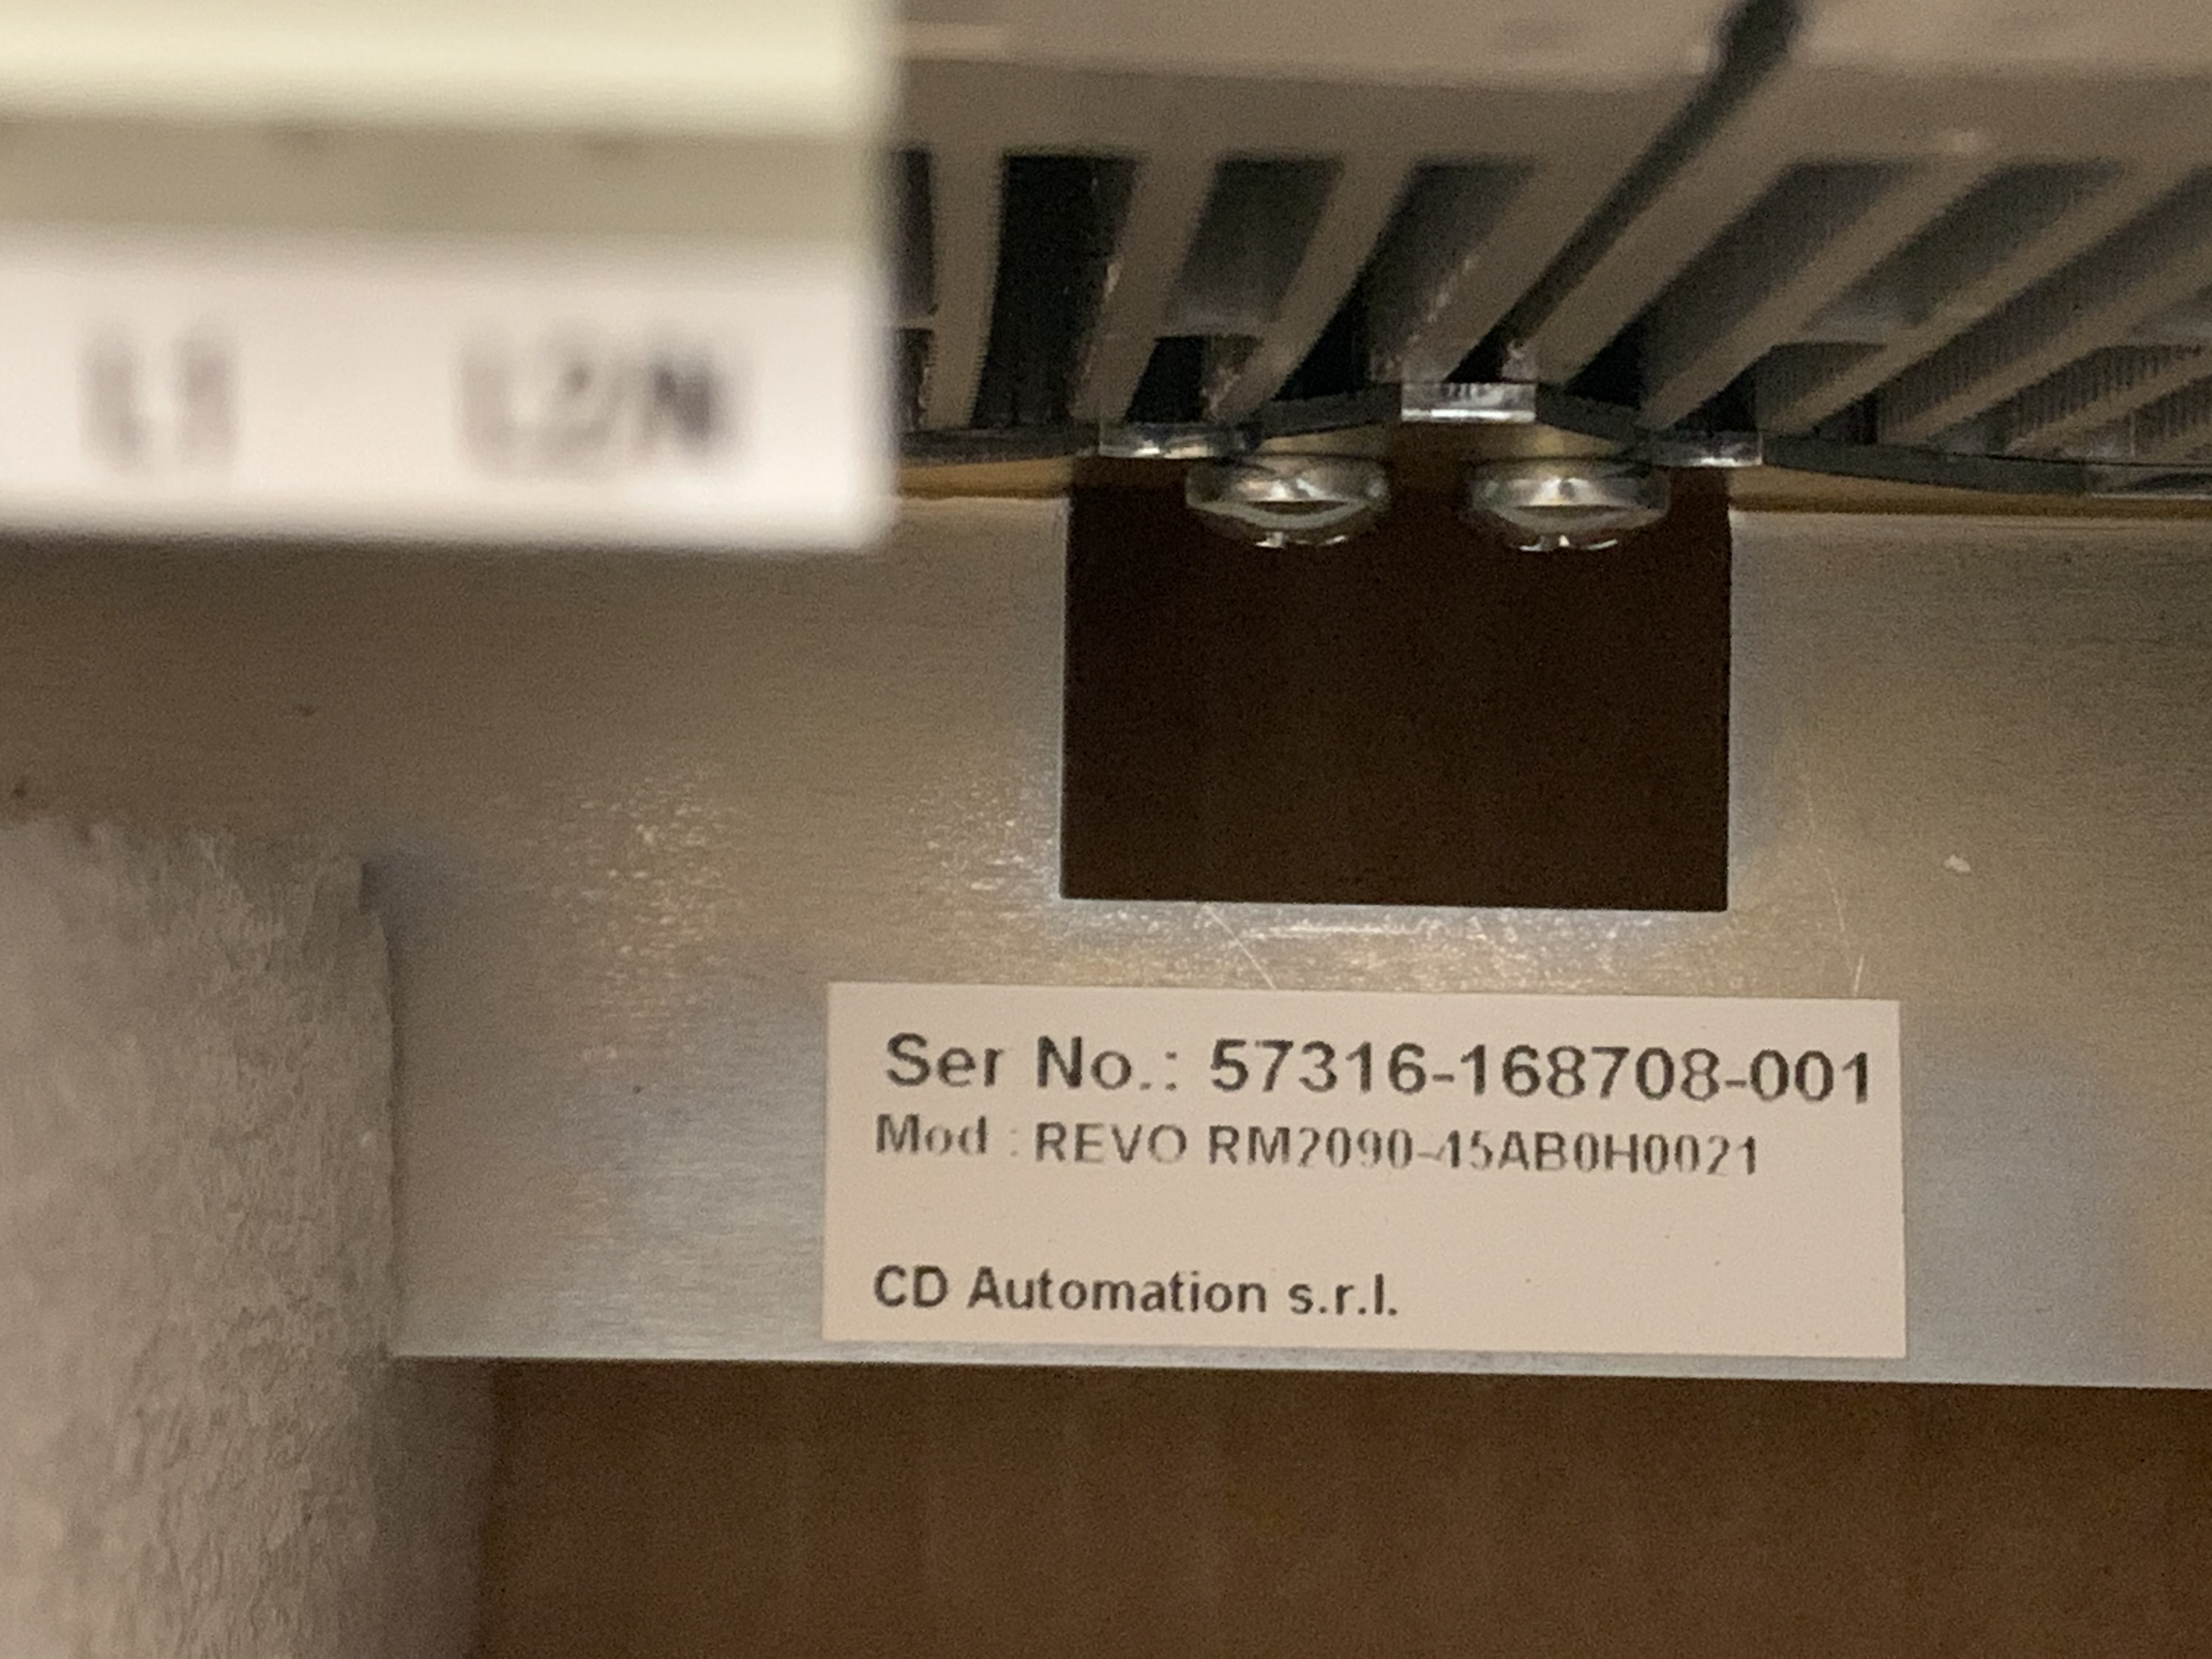 L1 L2/N
Ser No.: 57316-168708-001
Mod : REVO RM2090-45AB0H0021
CD Automation s.r.l.